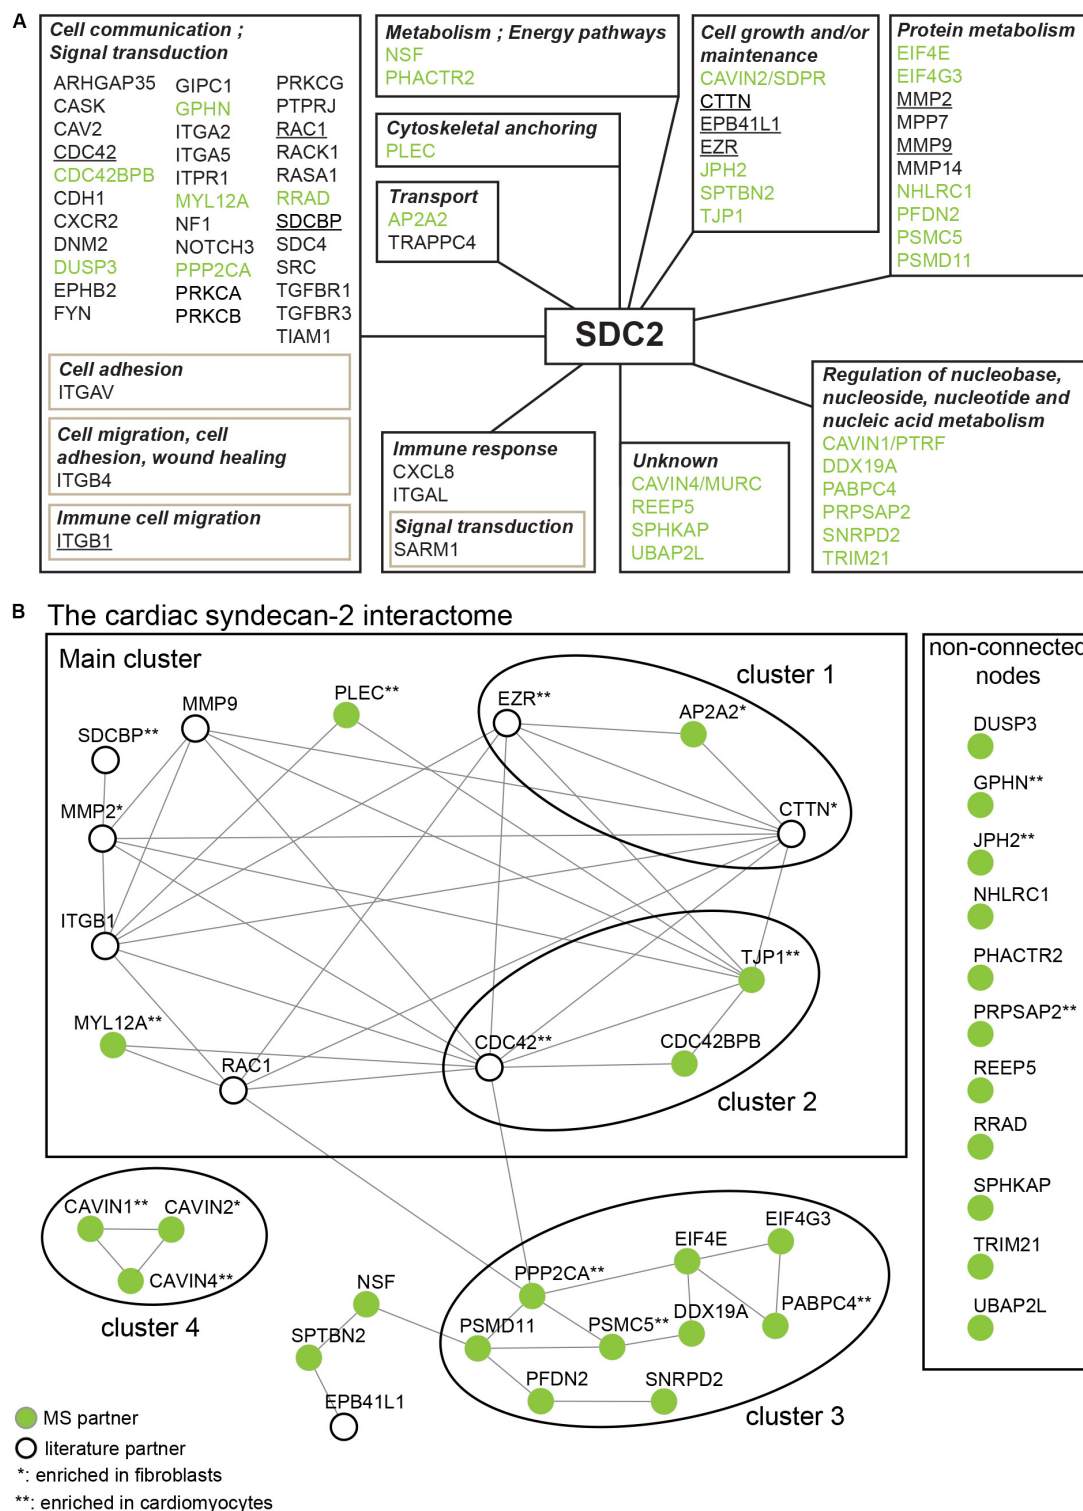 A
Cell communication ;
Signal transduction
ARHGAP35
CASK
CAV2
CDC42
CDC42BPB
CDH1
CXCR2
DNM2
DUSP3
EPHB2
FYN
GIPC1
GPHN
ITGA2
ITGA5
ITPR1
MYL12A
NF1
NOTCH3
PPP2CA
PRKCA
PRKCB
PRKCG
PTPRJ
RAC1
RACK1
RASA1
RRAD
SDCBP
SDC4
SRC
TGFBR1
TGFBR3
TIAM1
Cell adhesion
ITGAV
Cell migration, cell
adhesion, wound healing
ITGB4
Immune cell migration
ITGB1
Metabolism ; Energy pathways
NSF
PHACTR2
Cytoskeletal anchoring
PLEC
Transport
AP2A2
TRAPPC4
Cell growth and/or
maintenance
CAVIN2/SDPR
CTTN
EPB41L1
EZR
JPH2
SPTBN2
TJP1
Protein metabolism
EIF4E
EIF4G3
MMP2
MPP7
MMP9
MMP14
NHLRC1
PFDN2
PSMC5
PSMD11
SDC2
Immune response
CXCL8
ITGAL
Signal transduction
SARM1
Unknown
CAVIN4/MURC
REEP5
SPHKAP
UBAP2L
Regulation of nucleobase,
nucleoside, nucleotide and
nucleic acid metabolism
CAVIN1/PTRF
DDX19A
PABPC4
PRPSAP2
SNRPD2
TRIM21
B The cardiac syndecan-2 interactome
Main cluster
cluster 1
PLEC**
EZR**
MMP9
AP2A2*
SDCBP**
MMP2*
CTTN*
ITGB1
TJP1**
MYL12A**
CDC42**
CDC42BPB
RAC1
cluster 2
non-connected
nodes
DUSP3
GPHN**
JPH2**
NHLRC1
PHACTR2
PRPSAP2**
REEP5
RRAD
SPHKAP
TRIM21
UBAP2L
CAVIN1**
CAVIN2*
CAVIN4**
cluster 4
NSF
SPTBN2
EPB41L1
EIF4G3
EIF4E
PPP2CA**
PABPC4**
DDX19A
PSMC5**
PSMD11
PFDN2
SNRPD2
cluster 3
MS partner
literature partner
*: enriched in fibroblasts
**: enriched in cardiomyocytes